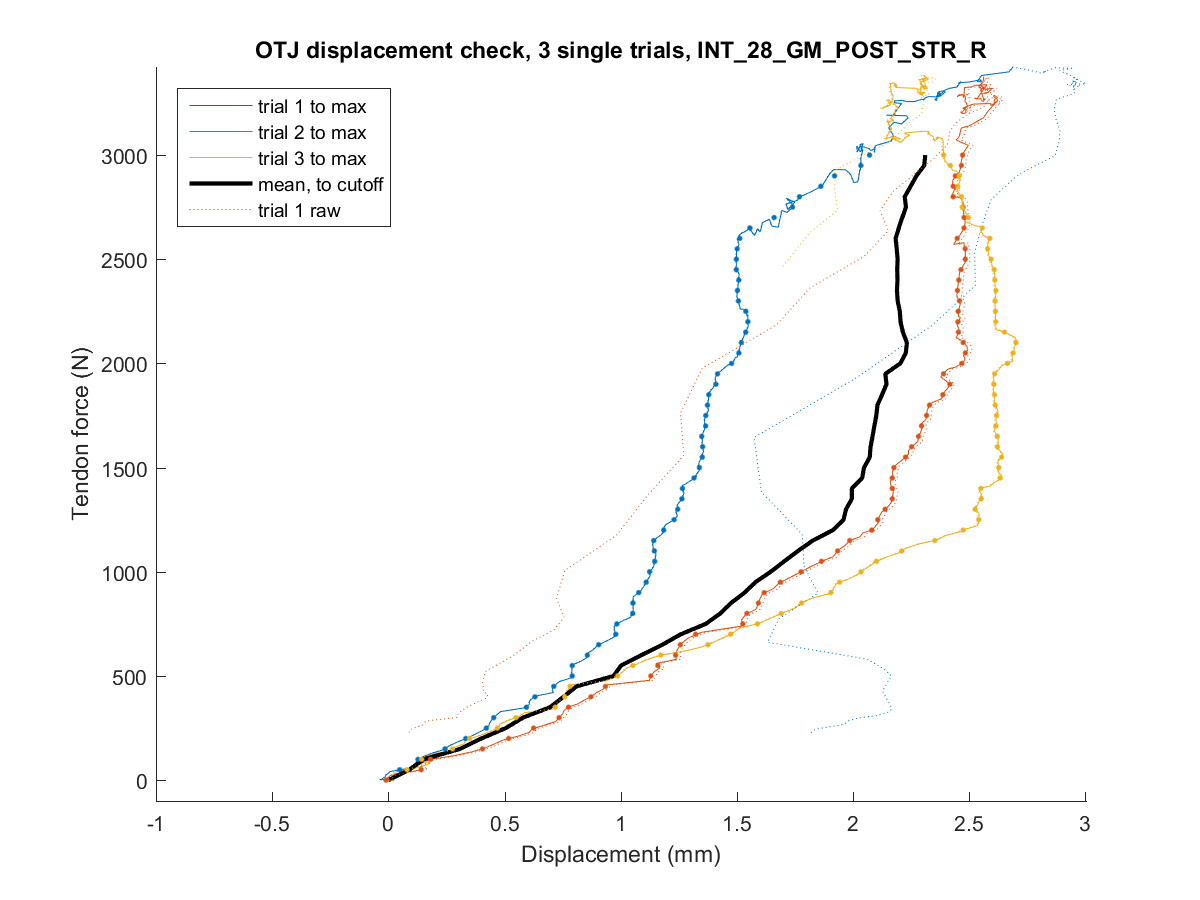 OTJ displacement check, 3 single trials, INT_28_GM_POST_STR_R
trial 1 to max
trial 2 to max
trial 3 to max
mean, to cutoff
trial 1 raw
3000
2500
2000
1500
1000
500
0
Tendon force (N)
-1
-0.5
0
0.5
1
1.5
2
2.5
3
Displacement (mm)